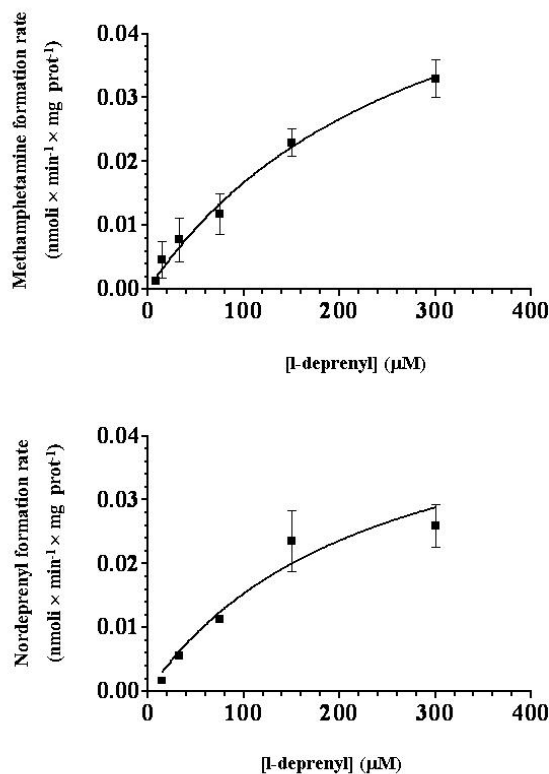 Methamphetamine formation rate
(nmoli × min⁻¹ × mg prot⁻¹)
0.04
0.03
0.02
0.01
0.00
0 100 200 300 400
[l-deprenyl] (µM)
Nordeprenyl formation rate
(nmoli × min⁻¹ × mg prot⁻¹)
0.04
0.03
0.02
0.01
0.00
0 100 200 300 400
[l-deprenyl] (µM)